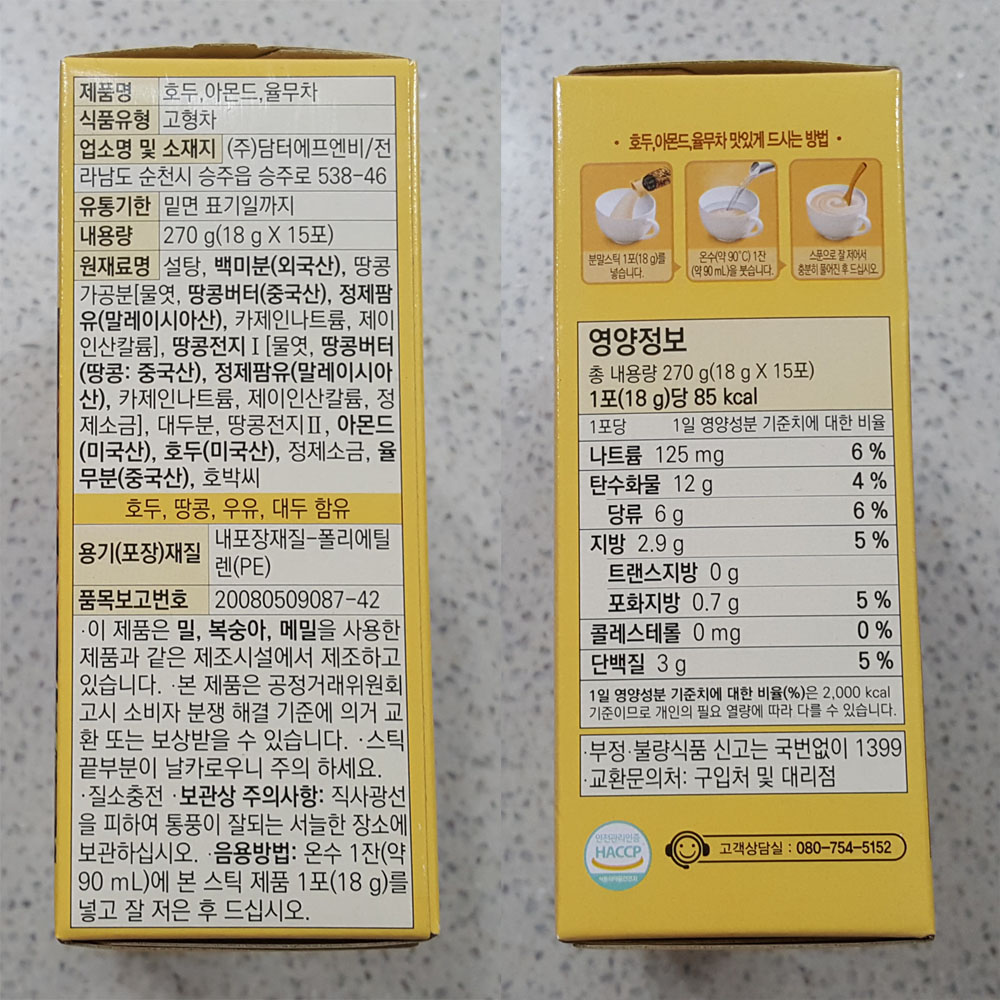 제품명 호두,아몬드,율무차
식품유형 고형차
업소명 및 소재지 (주)담터에프엔비/전
라남도 순천시 승주읍 승주로 538-46
유통기한 밑면 표기일까지
내용량 270 g(18 g X 15포)
원재료명 설탕, 백미분(외국산), 땅콩
가공분[물엿, 땅콩버터(중국산), 정제팜
유(말레이시아산), 카제인나트륨, 제이
인산칼륨], 땅콩전지Ⅰ[물엿, 땅콩버터
(땅콩: 중국산), 정제팜유(말레이시아
산), 카제인나트륨, 제이인산칼륨, 정
제소금], 대두분, 땅콩전지Ⅱ, 아몬드
(미국산), 호두(미국산), 정제소금, 율
무분(중국산), 호박씨
호두, 땅콩, 우유, 대두 함유
용기(포장)재질 내포장재질-폴리에틸
렌(PE)
품목보고번호 20080509087-42
·이 제품은 밀, 복숭아, 메밀을 사용한
제품과 같은 제조시설에서 제조하고
있습니다. ·본 제품은 공정거래위원회
고시 소비자 분쟁 해결 기준에 의거 교
환 또는 보상받을 수 있습니다. ·스틱
끝부분이 날카로우니 주의 하세요.
·질소충전 ·보관상 주의사항: 직사광선
을 피하여 통풍이 잘되는 서늘한 장소에
보관하십시오. ·음용방법: 온수 1잔(약
90 mL)에 본 스틱 제품 1포(18 g)를
넣고 잘 저은 후 드십시오.
· 호두,아몬드,율무차 맛있게 드시는 방법 ·
분말스틱 1포(18 g)를
넣습니다.
온수(약 90℃) 1잔
(약 90 mL)을 붓습니다.
스푼으로 잘 저어서
충분히 풀어진 후 드십시오.
영양정보
총 내용량 270 g(18 g X 15포)
1포(18 g)당 85 kcal
1포당 1일 영양성분 기준치에 대한 비율
나트륨 125 mg 6 %
탄수화물 12 g 4 %
당류 6 g 6 %
지방 2.9 g 5 %
트랜스지방 0 g
포화지방 0.7 g 5 %
콜레스테롤 0 mg 0 %
단백질 3 g 5 %
1일 영양성분 기준치에 대한 비율(%)은 2,000 kcal
기준이므로 개인의 필요 열량에 따라 다를 수 있습니다.
·부정·불량식품 신고는 국번없이 1399
·교환문의처: 구입처 및 대리점
안전관리인증
HACCP
식품의약품안전처
고객상담실 : 080-754-5152